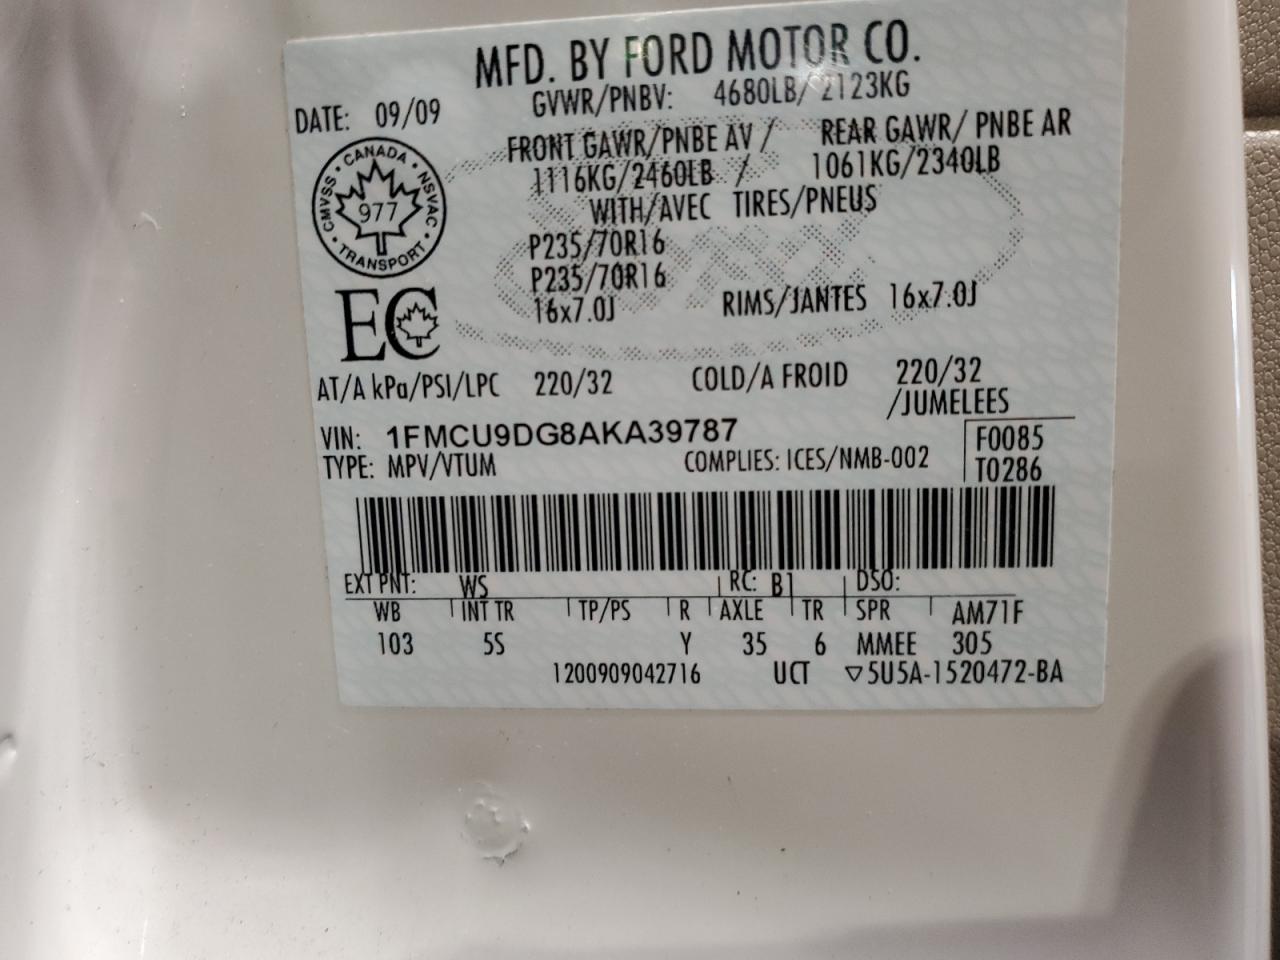 MFD. BY FORD MOTOR CO.
DATE: 09/09
GVWR/PNBV: 4680LB/ 2123KG
FRONT GAWR/PNBE AV / REAR GAWR/ PNBE AR
1116KG/2460LB / 1061KG/2340LB
WITH/AVEC TIRES/PNEUS
P235/70R16
P235/70R16
16x7.0J RIMS/JANTES 16x7.0J
CANADA
CMVSS NSVAC
977
TRANSPORT
EC
AT/A kPa/PSI/LPC 220/32 COLD/A FROID 220/32
/JUMELEES
VIN: 1FMCU9DG8AKA39787
F0085
TYPE: MPV/VTUM COMPLIES: ICES/NMB-002
T0286
EXT PNT: WS RC: B1 DSO:
WB INT TR TP/PS R AXLE TR SPR AM71F
103 5S Y 35 6 MMEE 305
1200909042716 UCT ▽5U5A-1520472-BA